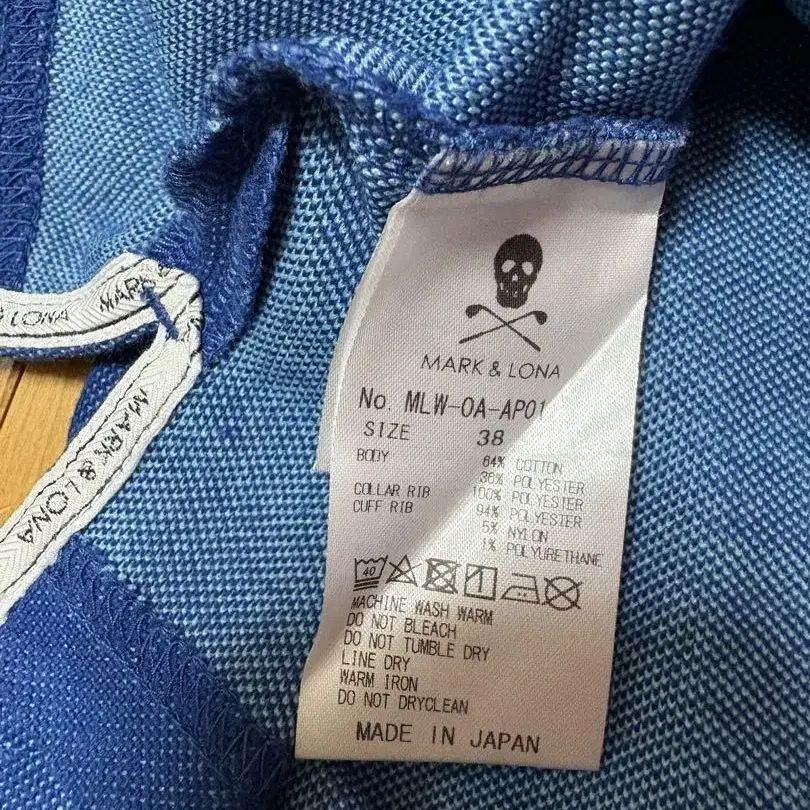 MARK & LONA
No. MLW-OA-AP01
SIZE 38
BODY 64% COTTON
36% POLYESTER
COLLAR RIB 100% POLYESTER
CUFF RIB 94% POLYESTER
5% NYLON
1% POLYURETHANE
40
MACHINE WASH WARM
DO NOT BLEACH
DO NOT TUMBLE DRY
LINE DRY
WARM IRON
DO NOT DRYCLEAN
MADE IN JAPAN
& LONA MARK
MARK & LONA